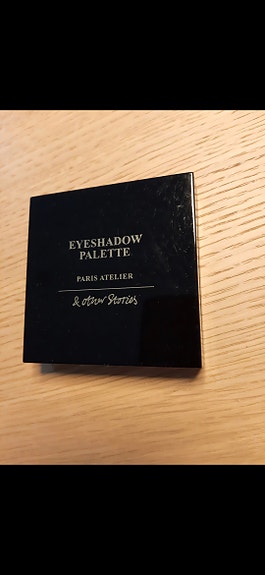 EYESHADOW
PALETTE
PARIS ATELIER
& other Stories